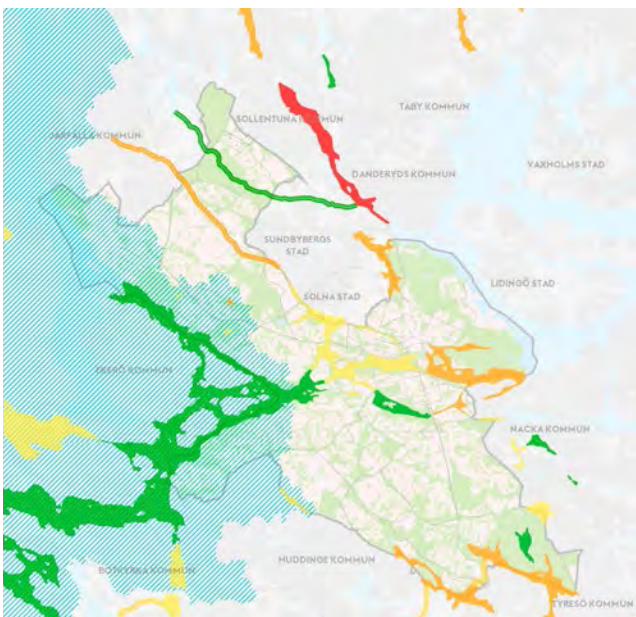 TÄBY KOMMUN
SOLLENTUNA KOMMUN
JÄRFÄLLA KOMMUN
VAXHOLMS STAD
DANDERYDS KOMMUN
SUNDBYBERGS
STAD
LIDINGÖ STAD
SOLNA STAD
EKERÖ KOMMUN
NACKA KOMMUN
HUDDINGE KOMMUN
BOTKYRKA KOMMUN
TYRESÖ KOMMUN